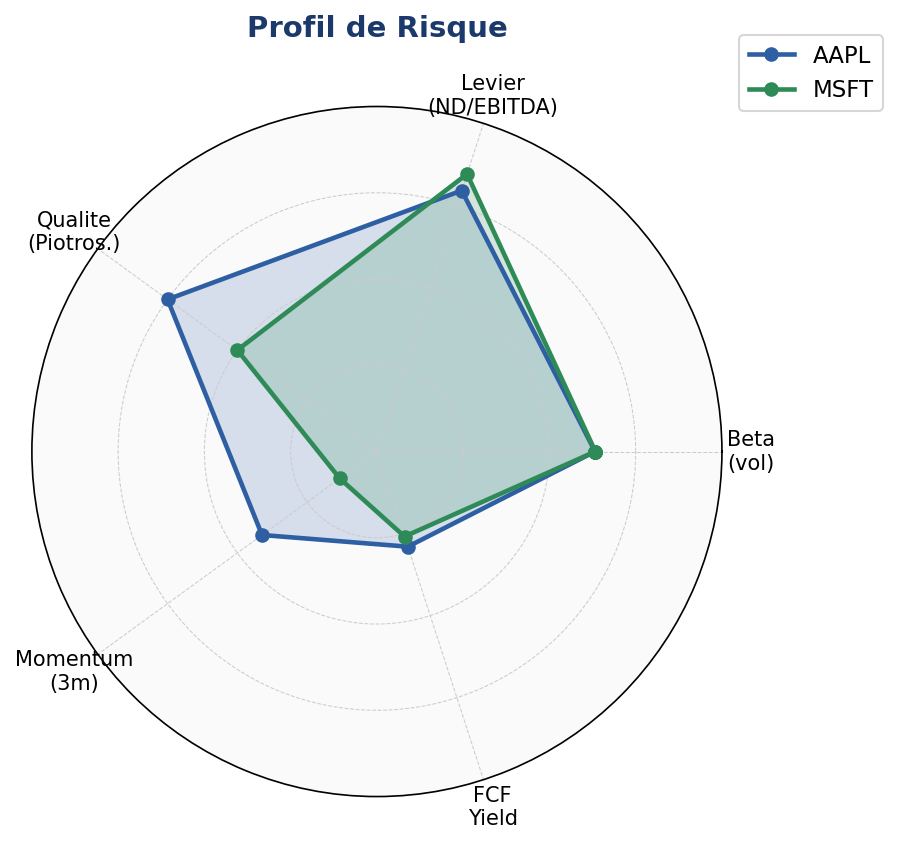 Profil de Risque
AAPL
MSFT
Levier
(ND/EBITDA)
Qualite
(Piotros.)
Beta
(vol)
Momentum
(3m)
FCF
Yield